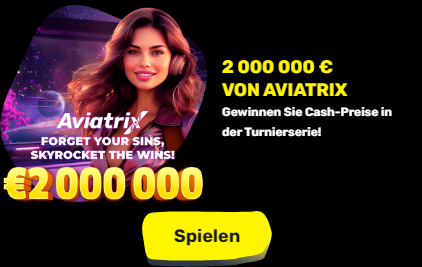 Aviatrix
FORGET YOUR SINS,
SKYROCKET THE WINS!
€2 000 000
2 000 000 €
VON AVIATRIX
Gewinnen Sie Cash-Preise in
der Turnierserie!
Spielen